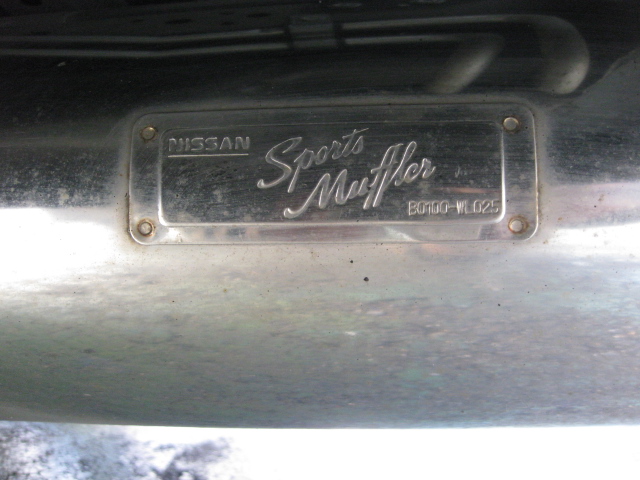 NISSAN
Sports
Muffler
B0100-WL025